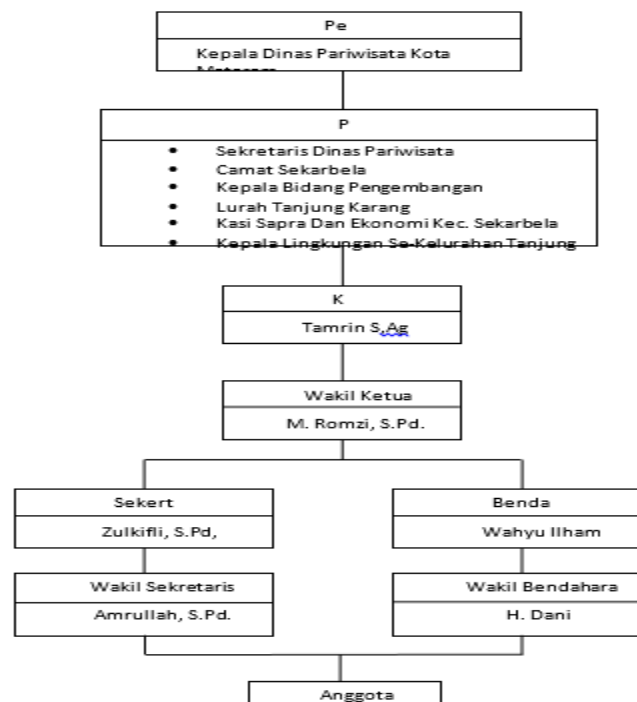 Pe
Kepala Dinas Pariwisata Kota
Mataram
P
• Sekretaris Dinas Pariwisata
• Camat Sekarbela
• Kepala Bidang Pengembangan
• Lurah Tanjung Karang
• Kasi Sapra Dan Ekonomi Kec. Sekarbela
• Kepala Lingkungan Se-Kelurahan Tanjung
K
Tamrin S,Ag
Wakil Ketua
M. Romzi, S.Pd.
Sekert
Zulkifli, S.Pd,
Benda
Wahyu Ilham
Wakil Sekretaris
Amrullah, S.Pd.
Wakil Bendahara
H. Dani
Anggota